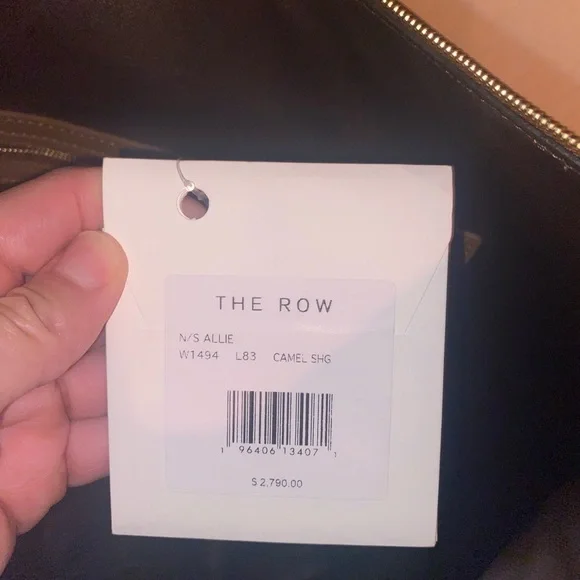 THE ROW
N/S ALLIE
W1494 L83 CAMEL SHG
1 96406 13407 1
$ 2,790.00